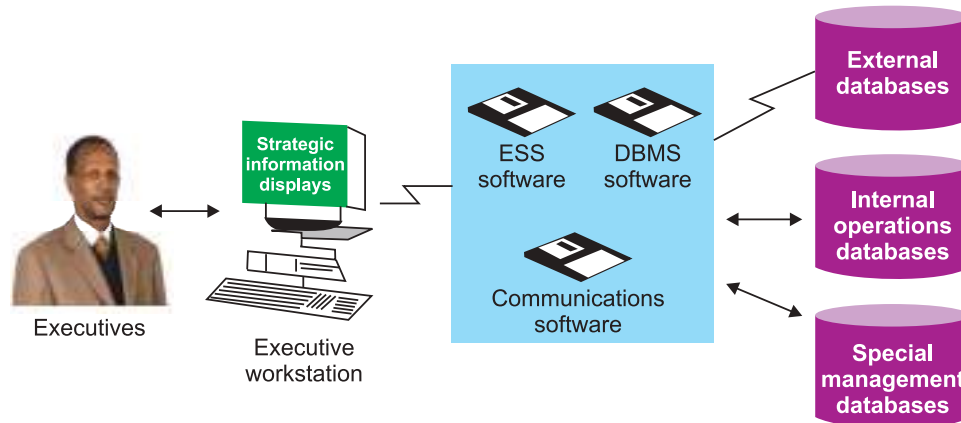 Strategic
information
displays
Executives
Executive
workstation
ESS
software
DBMS
software
Communications
software
External
databases
Internal
operations
databases
Special
management
databases